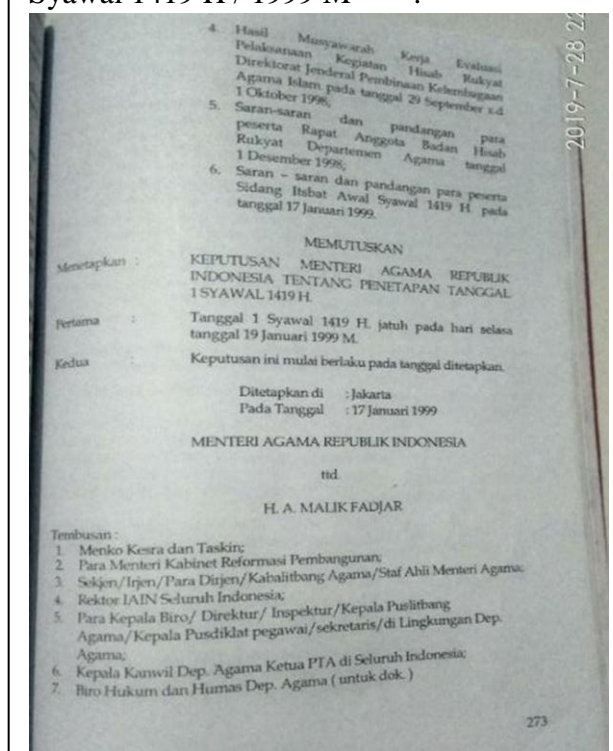 Syawal 1419 H / 1999 M
4. Hasil Musyawarah Kerja Evaluasi
Pelaksanaan Kegiatan Hisab Rukyat
Direktorat Jenderal Pembinaan Kelembagaan
Agama Islam pada tanggal 29 September s.d
1 Oktober 1998;
5. Saran-saran dan pandangan para
peserta Rapat Anggota Badan Hisab
Rukyat Departemen Agama tanggal
1 Desember 1998;
6. Saran – saran dan pandangan para peserta
Sidang Itsbat Awal Syawal 1419 H. pada
tanggal 17 Januari 1999.
MEMUTUSKAN
Menetapkan : KEPUTUSAN MENTERI AGAMA REPUBLIK
INDONESIA TENTANG PENETAPAN TANGGAL
1 SYAWAL 1419 H.
Pertama : Tanggal 1 Syawal 1419 H. jatuh pada hari selasa
tanggal 19 Januari 1999 M.
Kedua : Keputusan ini mulai berlaku pada tanggal ditetapkan.
Ditetapkan di : Jakarta
Pada Tanggal : 17 Januari 1999
MENTERI AGAMA REPUBLIK INDONESIA
ttd.
H. A. MALIK FADJAR
Tembusan :
1. Menko Kesra dan Taskin;
2. Para Menteri Kabinet Reformasi Pembangunan;
3. Sekjen/Irjen/Para Dirjen/Kabalitbang Agama/Staf Ahli Menteri Agama;
4. Rektor IAIN Seluruh Indonesia;
5. Para Kepala Biro/ Direktur/ Inspektur/Kepala Puslitbang
Agama/Kepala Pusdiklat pegawai/sekretaris/di Lingkungan Dep.
Agama;
6. Kepala Kanwil Dep. Agama Ketua PTA di Seluruh Indonesia;
7. Biro Hukum dan Humas Dep. Agama ( untuk dok. )
273
2019-7-28 22